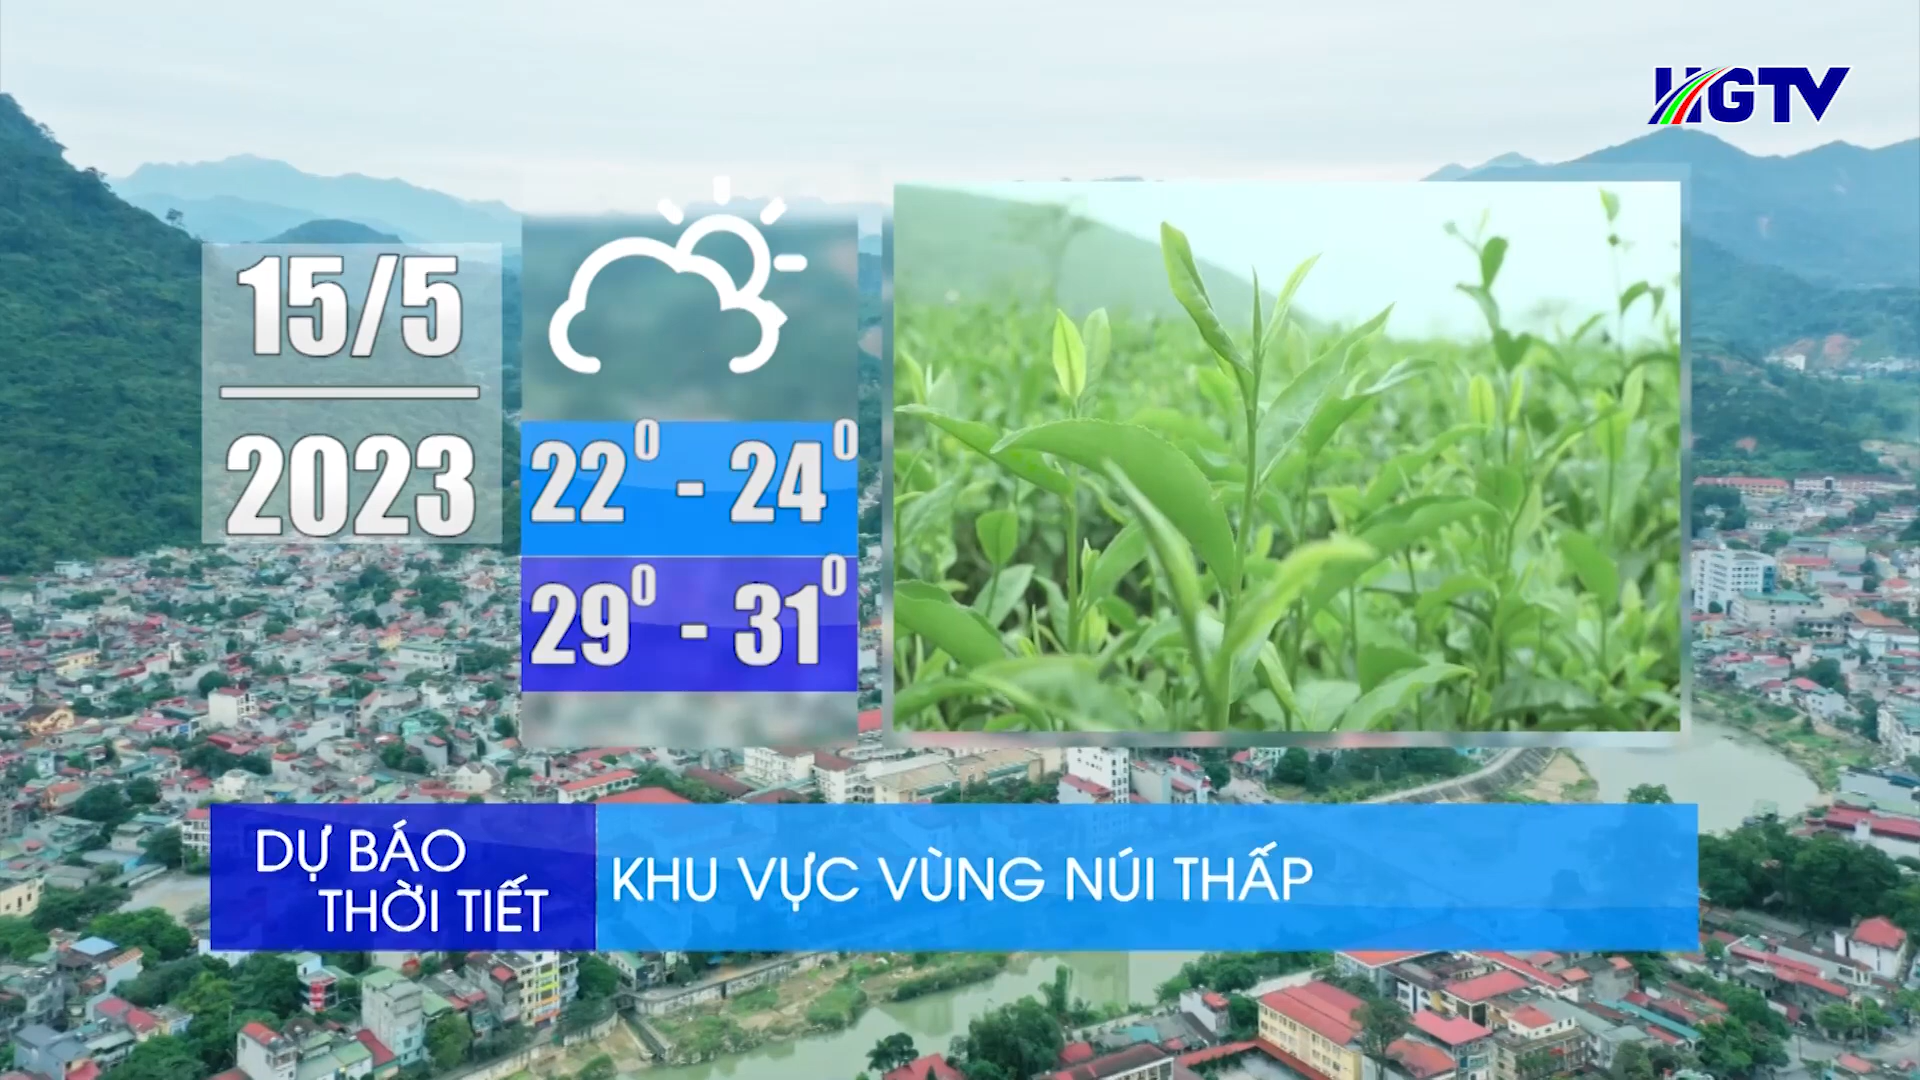 HGTV
15/5
2023
22⁰ - 24⁰
29⁰ - 31⁰
DỰ BÁO
THỜI TIẾT
KHU VỰC VÙNG NÚI THẤP